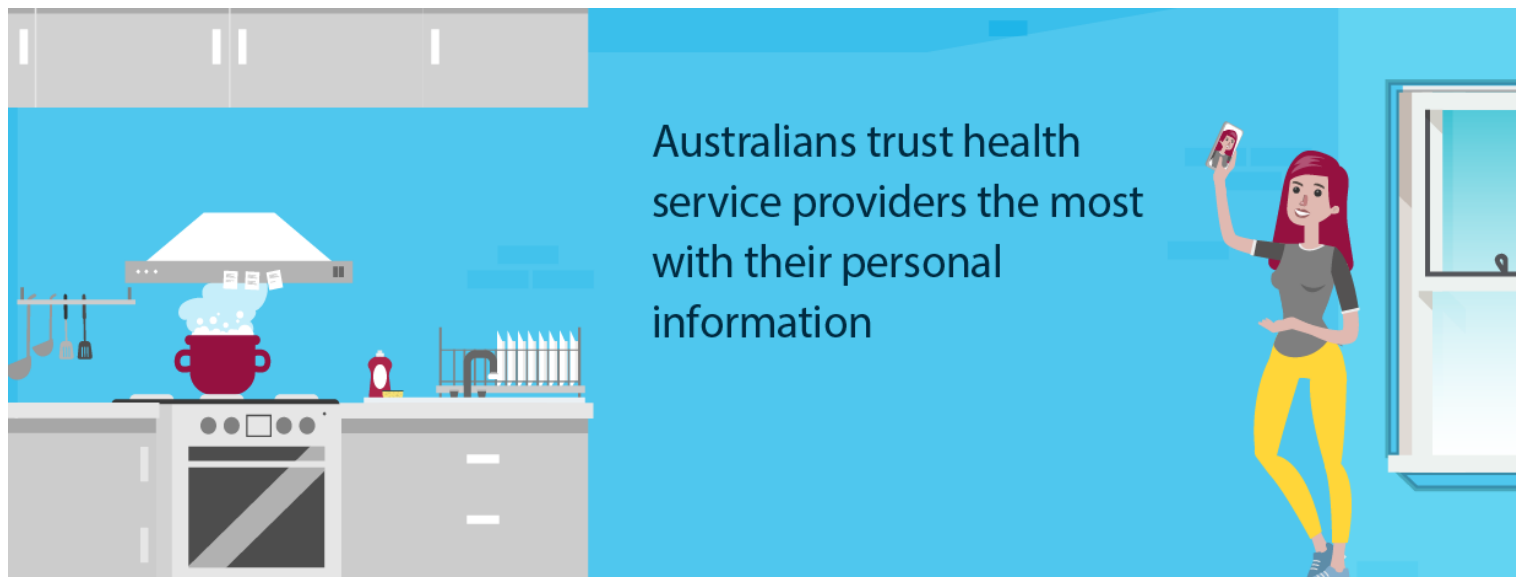 Australians trust health
service providers the most
with their personal
information